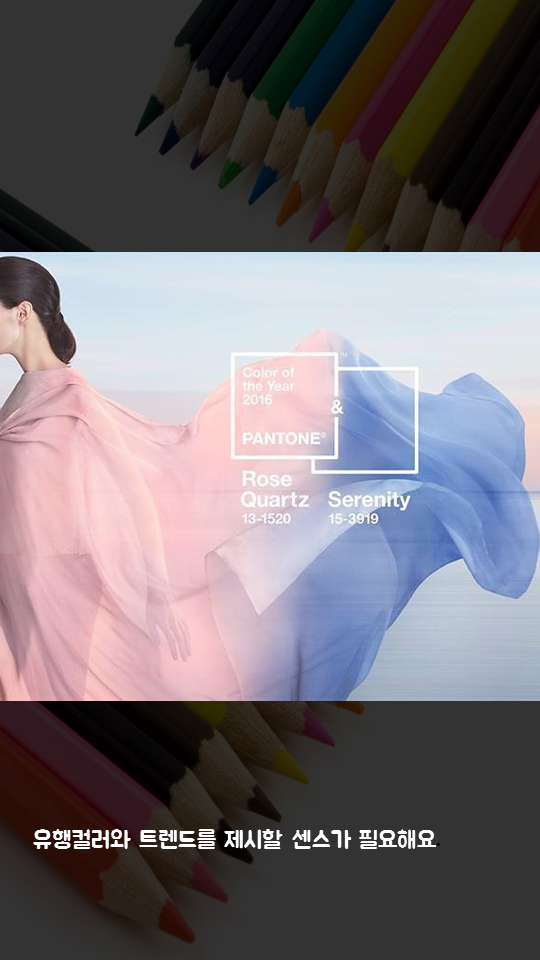 Color of
the Year
2016
™
&
PANTONE®
Rose
Quartz
13-1520
Serenity
15-3919
유행컬러와 트렌드를 제시할 센스가 필요해요.